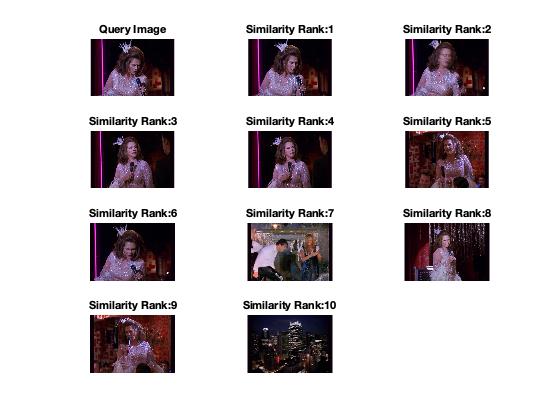 Query Image
Similarity Rank:1
Similarity Rank:2
Similarity Rank:3
Similarity Rank:4
Similarity Rank:5
Similarity Rank:6
Similarity Rank:7
Similarity Rank:8
Similarity Rank:9
Similarity Rank:10